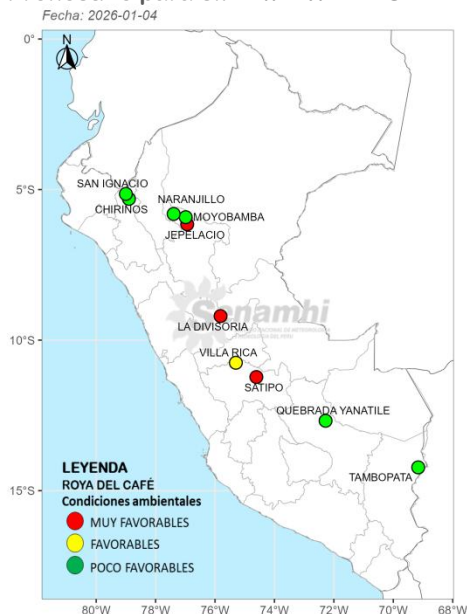 Fecha: 2026-01-04
N
0°
SAN IGNACIO
CHIRINOS
NARANJILLO
MOYOBAMBA
JEPELACIO
5°S
Senamhi
LA DIVISORIA
10°S
VILLA RICA
SATIPO
QUEBRADA YANATILE
TAMBOPATA
LEYENDA
ROYA DEL CAFÉ
Condiciones ambientales
MUY FAVORABLES
FAVORABLES
POCO FAVORABLES
15°S
80°W 78°W 76°W 74°W 72°W 70°W